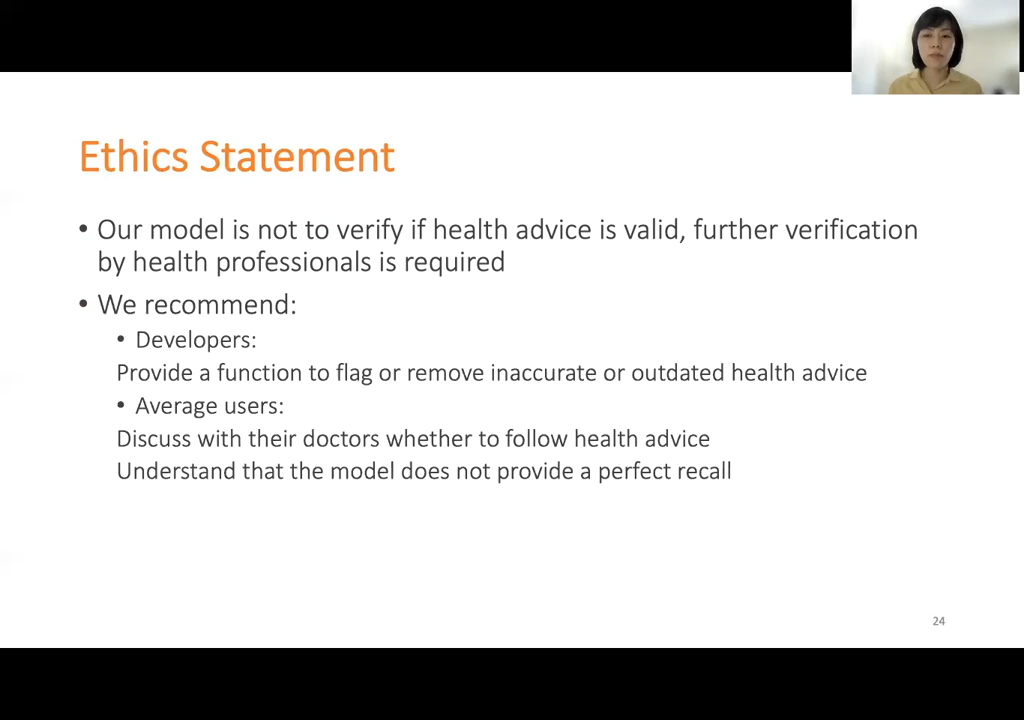 Ethics Statement
• Our model is not to verify if health advice is valid, further verification
by health professionals is required
• We recommend:
• Developers:
Provide a function to flag or remove inaccurate or outdated health advice
• Average users:
Discuss with their doctors whether to follow health advice
Understand that the model does not provide a perfect recall
24